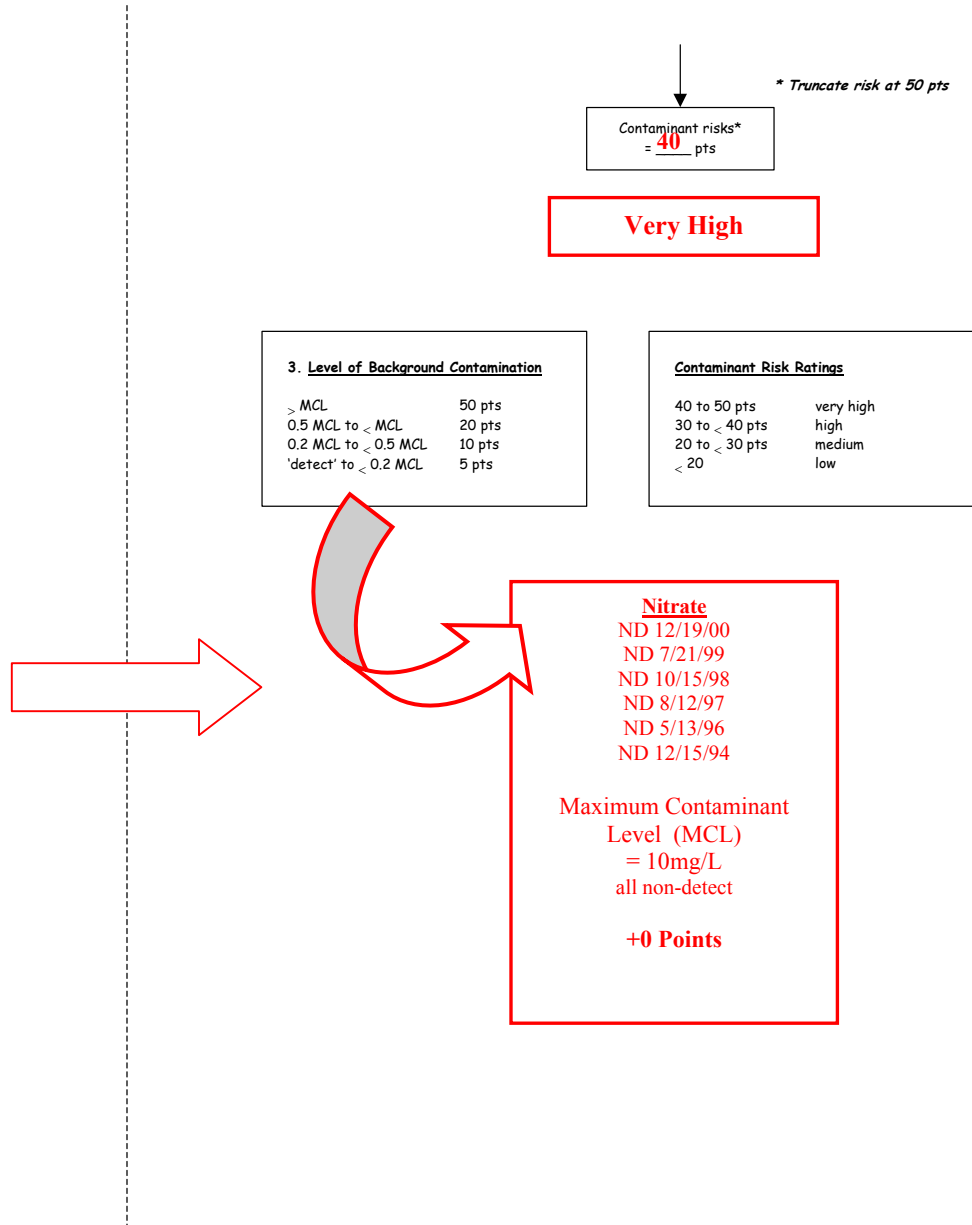 * Truncate risk at 50 pts
Contaminant risks*
= 40 pts
Very High
3. Level of Background Contamination
> MCL 50 pts
0.5 MCL to < MCL 20 pts
0.2 MCL to < 0.5 MCL 10 pts
‘detect’ to < 0.2 MCL 5 pts
Contaminant Risk Ratings
40 to 50 pts very high
30 to < 40 pts high
20 to < 30 pts medium
< 20 low
Nitrate
ND 12/19/00
ND 7/21/99
ND 10/15/98
ND 8/12/97
ND 5/13/96
ND 12/15/94
Maximum Contaminant
Level (MCL)
= 10mg/L
all non-detect
+0 Points